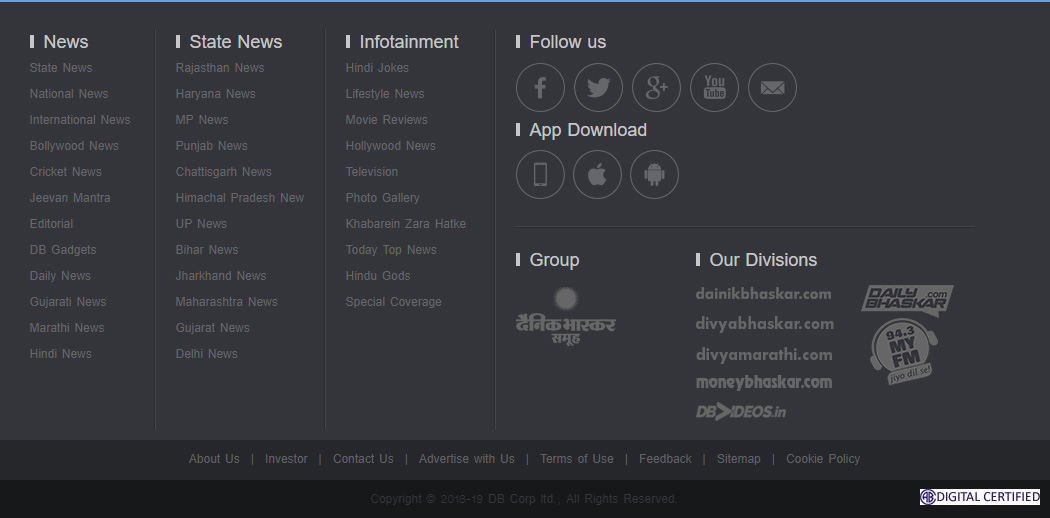 News
State News
National News
International News
Bollywood News
Cricket News
Jeevan Mantra
Editorial
DB Gadgets
Daily News
Gujarati News
Marathi News
Hindi News
State News
Rajasthan News
Haryana News
MP News
Punjab News
Chattisgarh News
Himachal Pradesh New
UP News
Bihar News
Jharkhand News
Maharashtra News
Gujarat News
Delhi News
Infotainment
Hindi Jokes
Lifestyle News
Movie Reviews
Hollywood News
Television
Photo Gallery
Khabarein Zara Hatke
Today Top News
Hindu Gods
Special Coverage
Follow us
f
g+
You
Tube
App Download
Group
दैनिक भास्कर
समूह
Our Divisions
dainikbhaskar.com
divyabhaskar.com
divyamarathi.com
moneybhaskar.com
DBVIDEOS.in
DAILY
BHASKAR.com
94.3
MY
FM
jiyo dil se!
About Us | Investor | Contact Us | Advertise with Us | Terms of Use | Feedback | Sitemap | Cookie Policy
Copyright © 2018-19 DB Corp ltd., All Rights Reserved.
ABC DIGITAL CERTIFIED